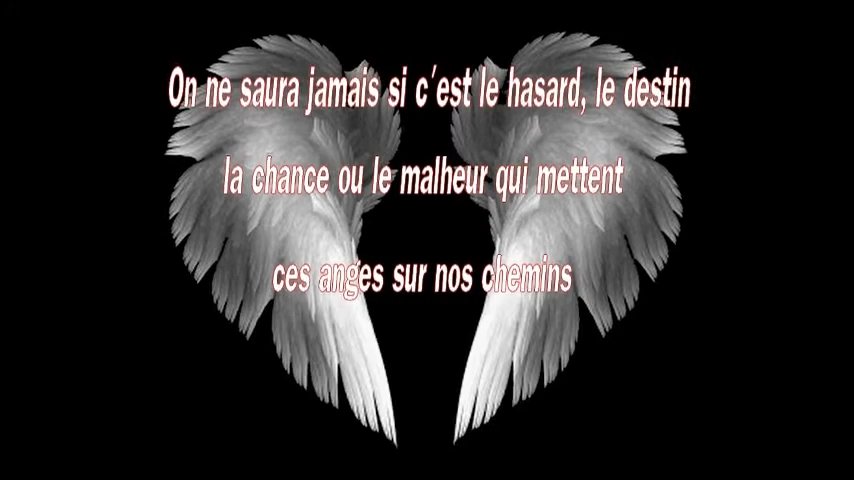 On ne saura jamais si c'est le hasard, le destin
la chance ou le malheur qui mettent
ces anges sur nos chemins